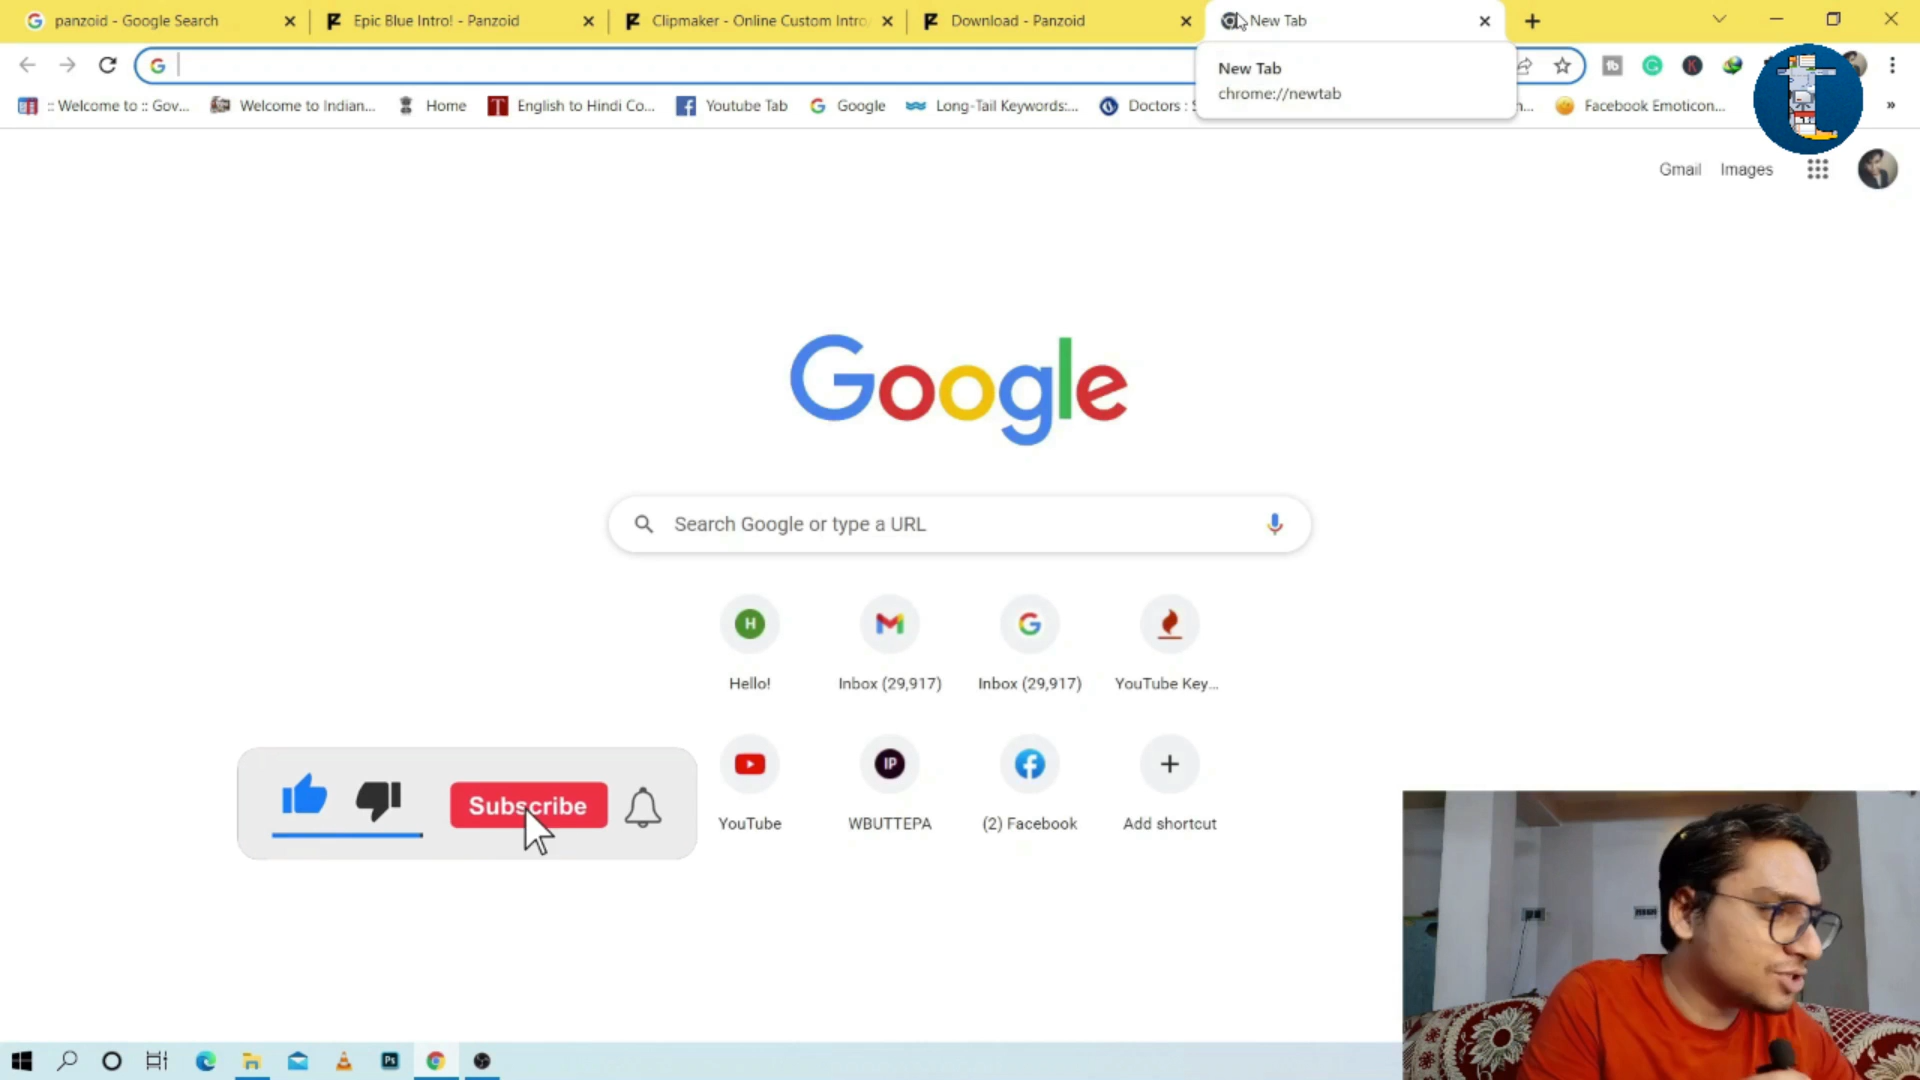 panzoid - Google Search
Epic Blue Intro! - Panzoid
Clipmaker - Online Custom Intro
Download - Panzoid
New Tab
New Tab
chrome://newtab
:: Welcome to :: Gov...
Welcome to Indian...
Home
English to Hindi Co...
Youtube Tab
Google
Long-Tail Keywords:...
Doctors :
Facebook Emoticon...
Gmail
Images
Google
Search Google or type a URL
H
Hello!
Inbox (29,917)
Inbox (29,917)
YouTube Key...
IP
YouTube
WBUTTEPA
(2) Facebook
Add shortcut
Subscribe
Ps